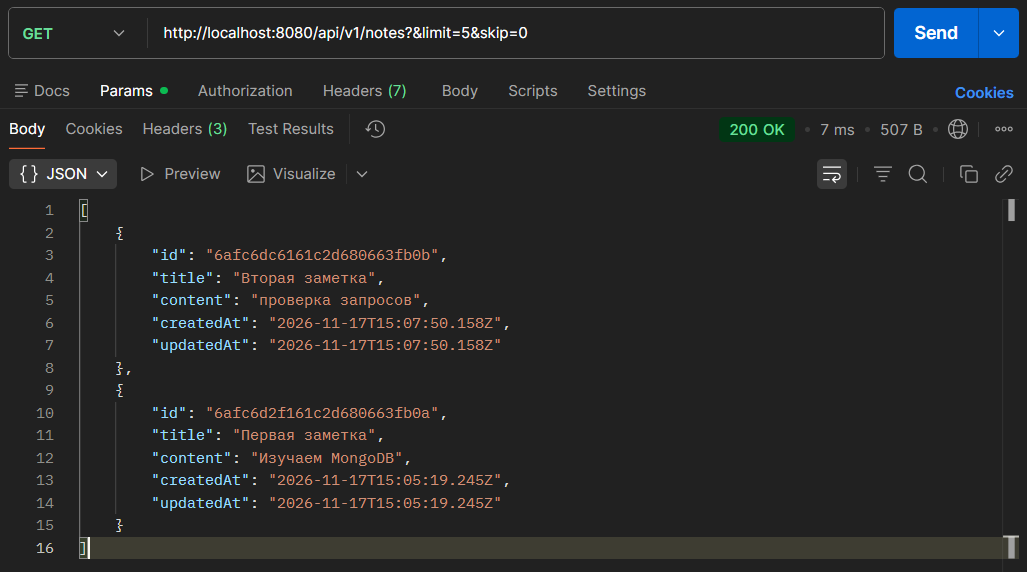 GET http://localhost:8080/api/v1/notes?&limit=5&skip=0 Send
Docs Params Authorization Headers (7) Body Scripts Settings Cookies
Body Cookies Headers (3) Test Results 200 OK 7 ms 507 B
{} JSON Preview Visualize
1 [
2 {
3 "id": "6afc6dc6161c2d680663fb0b",
4 "title": "Вторая заметка",
5 "content": "проверка запросов",
6 "createdAt": "2026-11-17T15:07:50.158Z",
7 "updatedAt": "2026-11-17T15:07:50.158Z"
8 },
9 {
10 "id": "6afc6d2f161c2d680663fb0a",
11 "title": "Первая заметка",
12 "content": "Изучаем MongoDB",
13 "createdAt": "2026-11-17T15:05:19.245Z",
14 "updatedAt": "2026-11-17T15:05:19.245Z"
15 }
16 ]